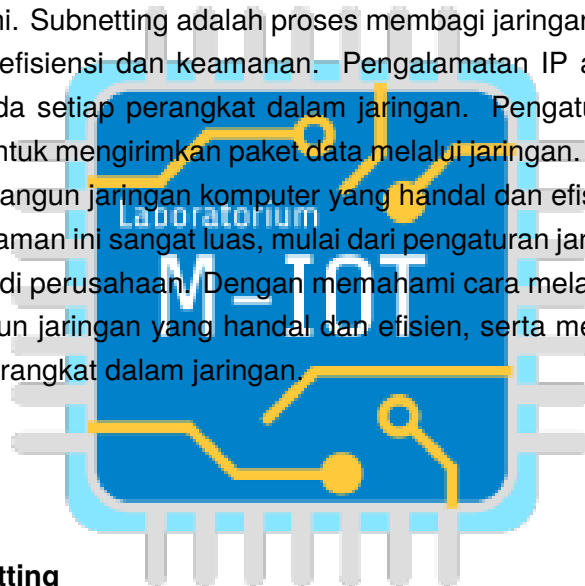 ni. Subnetting adalah proses membagi jaringan
efisiensi dan keamanan. Pengalamatan IP a
da setiap perangkat dalam jaringan. Pengatu
ntuk mengirimkan paket data melalui jaringan.
angun jaringan komputer yang handal dan efis
Laboratorium
aman ini sangat luas, mulai dari pengaturan jar
M-IOT
di perusahaan. Dengan memahami cara mela
un jaringan yang handal dan efisien, serta me
rangkat dalam jaringan.
tting